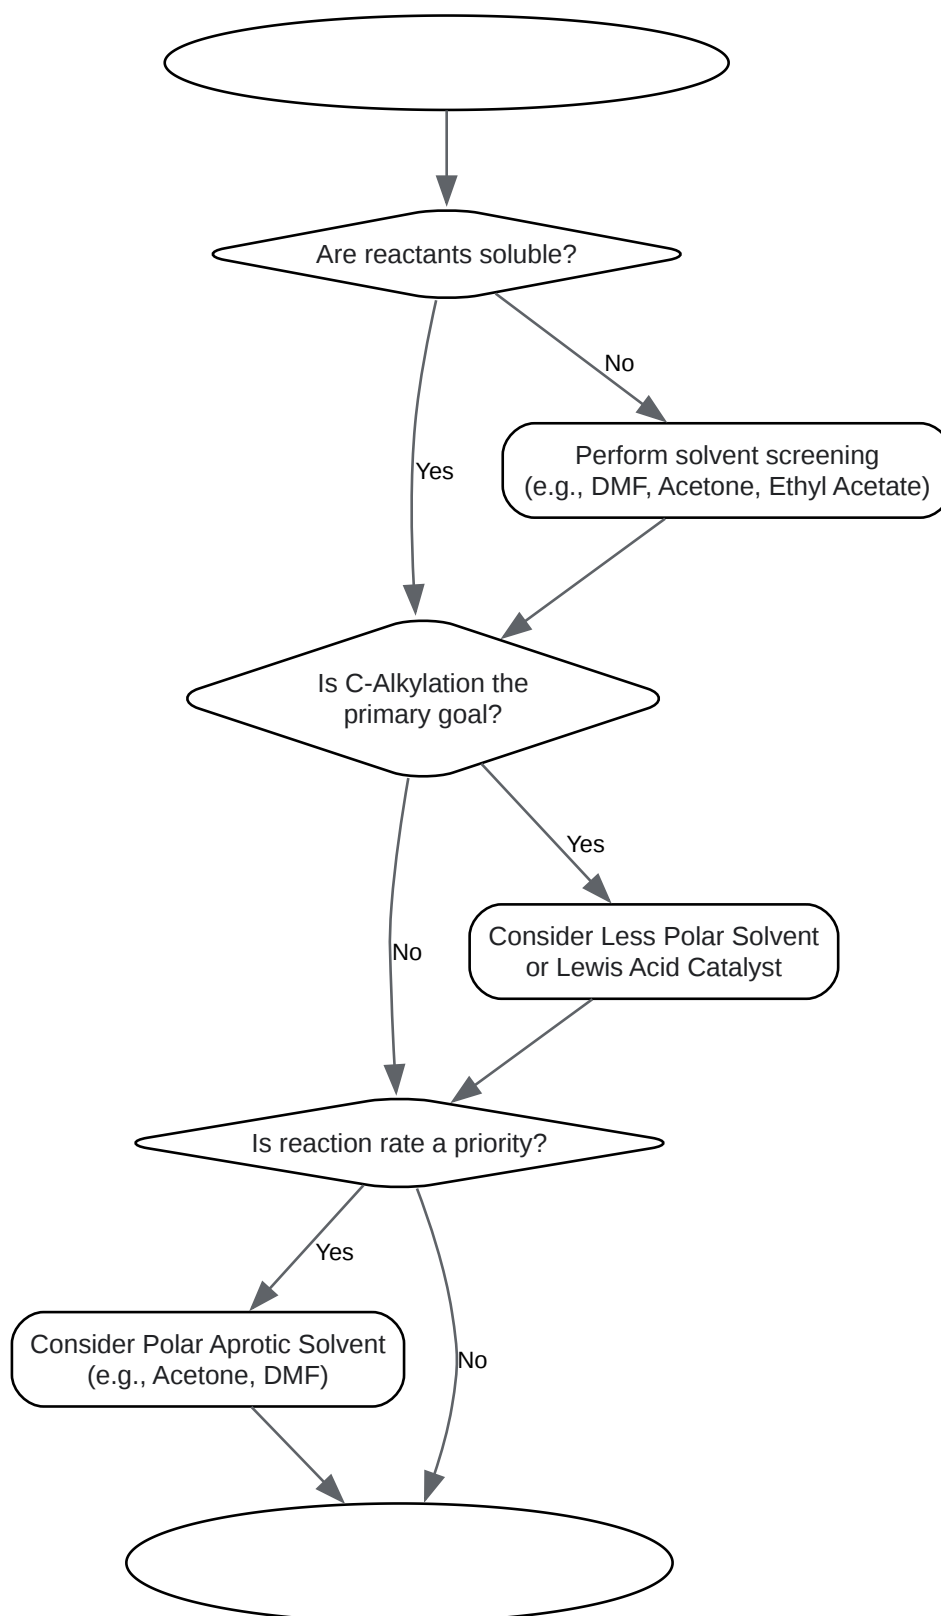 Are reactants soluble?
No
Yes
Perform solvent screening
(e.g., DMF, Acetone, Ethyl Acetate)
Is C-Alkylation the
primary goal?
Yes
No
Consider Less Polar Solvent
or Lewis Acid Catalyst
Is reaction rate a priority?
Yes
No
Consider Polar Aprotic Solvent
(e.g., Acetone, DMF)